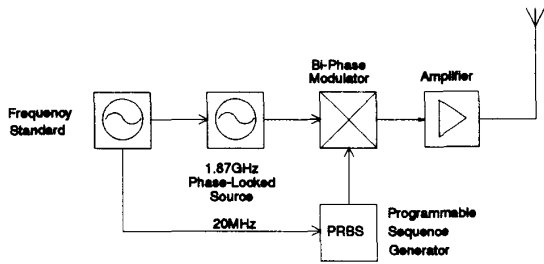 Bi-Phase
Modulator
Amplifier
Frequency
Standard
1.87GHz
Phase-Locked
Source
20MHz
PRBS
Programmable
Sequence
Generator